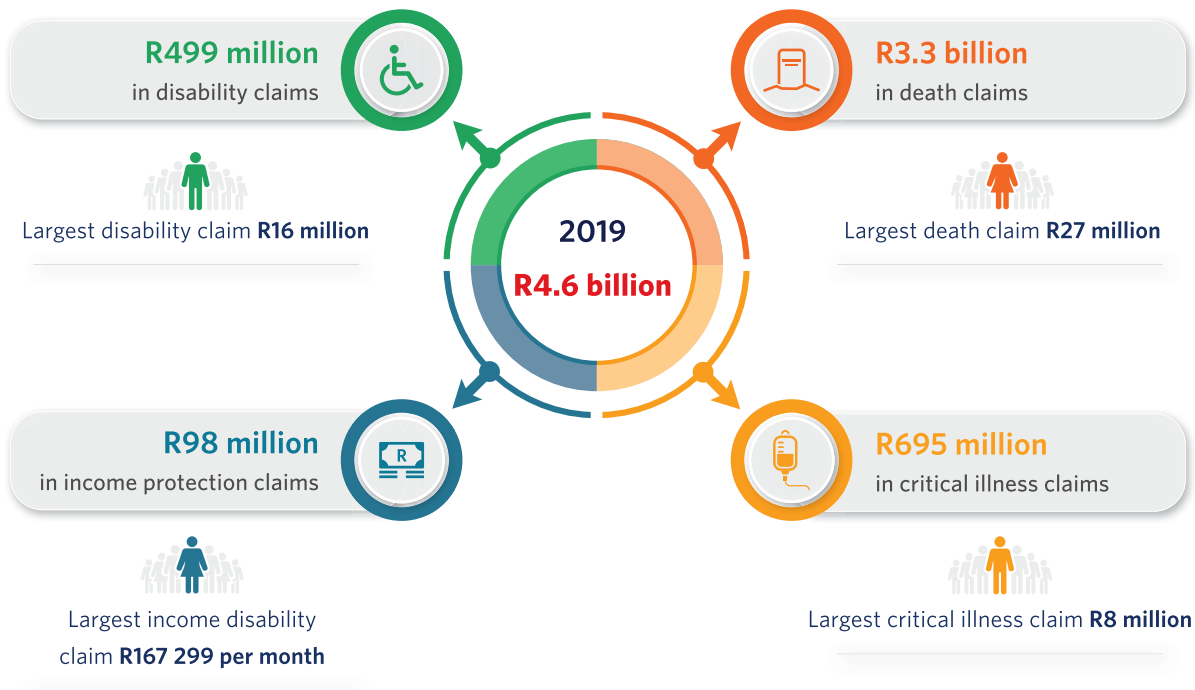 R499 million
in disability claims
Largest disability claim R16 million
R3.3 billion
in death claims
Largest death claim R27 million
2019
R4.6 billion
R98 million
in income protection claims
R
Largest income disability
claim R167 299 per month
R695 million
in critical illness claims
Largest critical illness claim R8 million